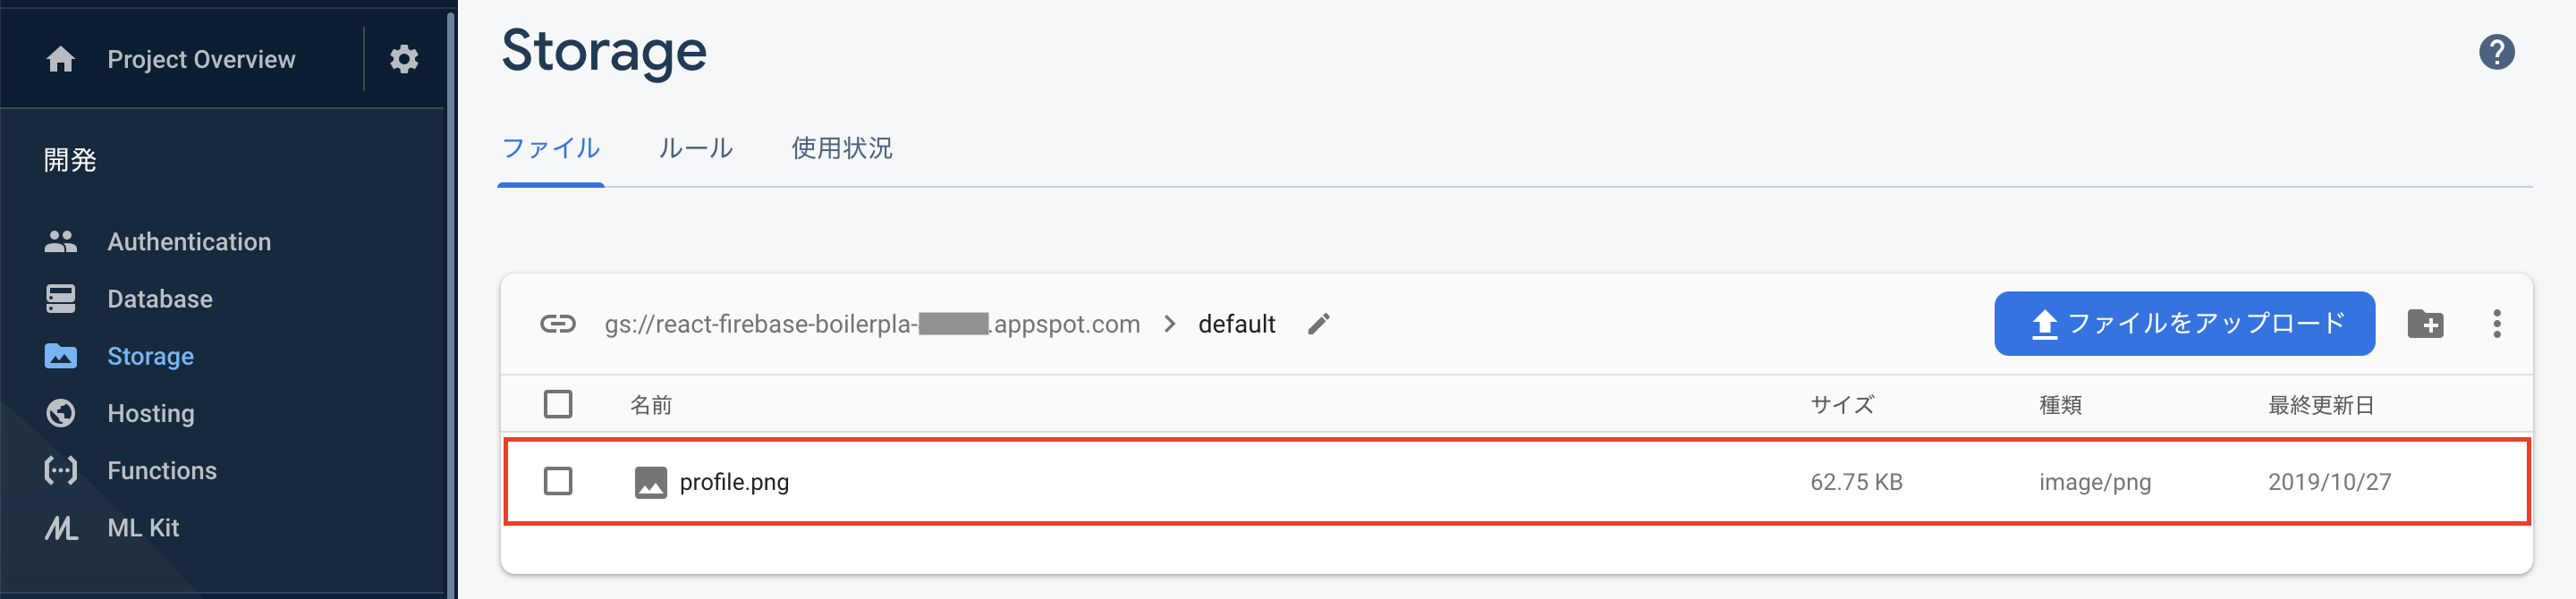 Project Overview
開発
Authentication
Database
Storage
Hosting
Functions
ML Kit
Storage
ファイル ルール 使用状況
gs://react-firebase-boilerpla-.appspot.com > default
ファイルをアップロード
名前 サイズ 種類 最終更新日
profile.png 62.75 KB image/png 2019/10/27